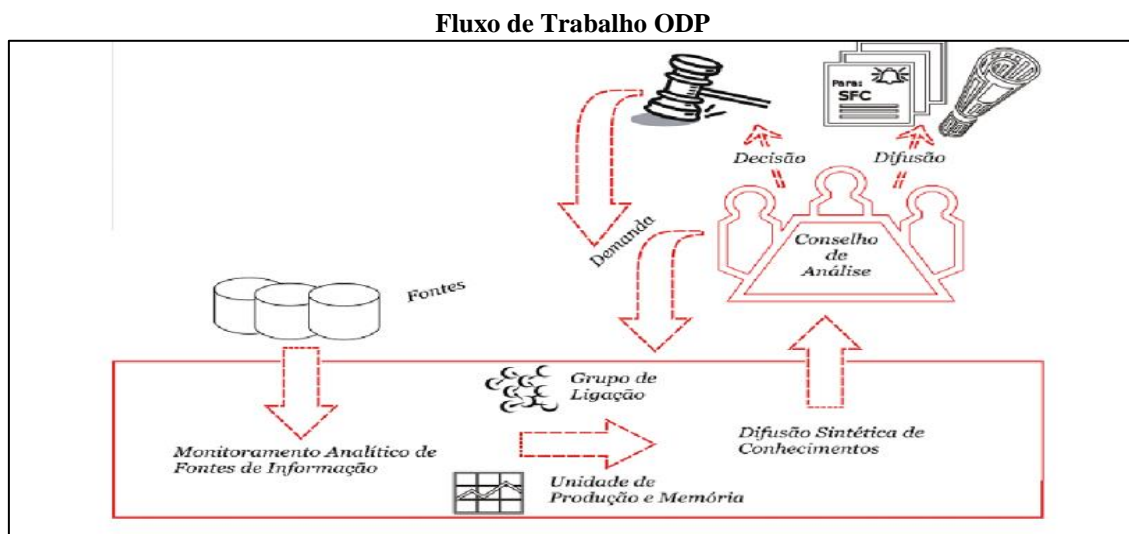 Fluxo de Trabalho ODP
Para:
SFC
Decisão
Difusão
Demanda
Conselho
de
Análise
Fontes
Grupo de
Ligação
Monitoramento Analítico de
Fontes de Informação
Difusão Sintética de
Conhecimentos
Unidade de
Produção e Memória